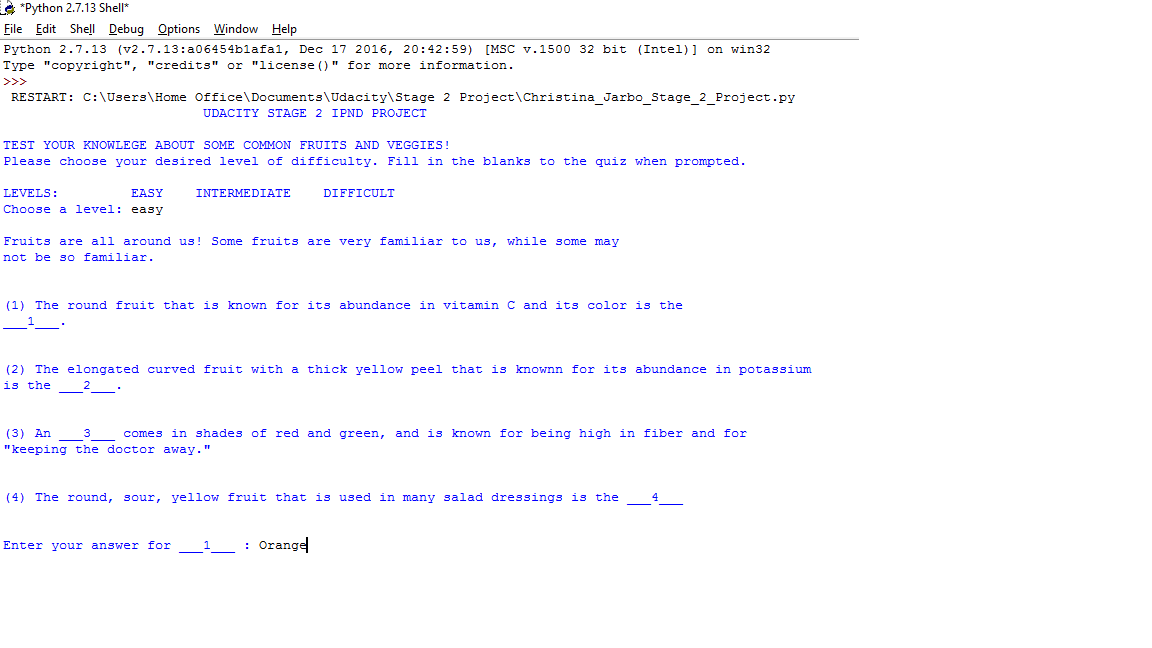 *Python 2.7.13 Shell*
File Edit Shell Debug Options Window Help
Python 2.7.13 (v2.7.13:a06454b1afa1, Dec 17 2016, 20:42:59) [MSC v.1500 32 bit (Intel)] on win32
Type "copyright", "credits" or "license()" for more information.
>>>
RESTART: C:\Users\Home Office\Documents\Udacity\Stage 2 Project\Christina_Jarbo_Stage_2_Project.py
UDACITY STAGE 2 IPND PROJECT
TEST YOUR KNOWLEGE ABOUT SOME COMMON FRUITS AND VEGGIES!
Please choose your desired level of difficulty. Fill in the blanks to the quiz when prompted.
LEVELS: EASY INTERMEDIATE DIFFICULT
Choose a level: easy
Fruits are all around us! Some fruits are very familiar to us, while some may
not be so familiar.
(1) The round fruit that is known for its abundance in vitamin C and its color is the
___1___.
(2) The elongated curved fruit with a thick yellow peel that is knownn for its abundance in potassium
is the ___2___.
(3) An ___3___ comes in shades of red and green, and is known for being high in fiber and for
"keeping the doctor away."
(4) The round, sour, yellow fruit that is used in many salad dressings is the ___4___
Enter your answer for ___1___ : Orange